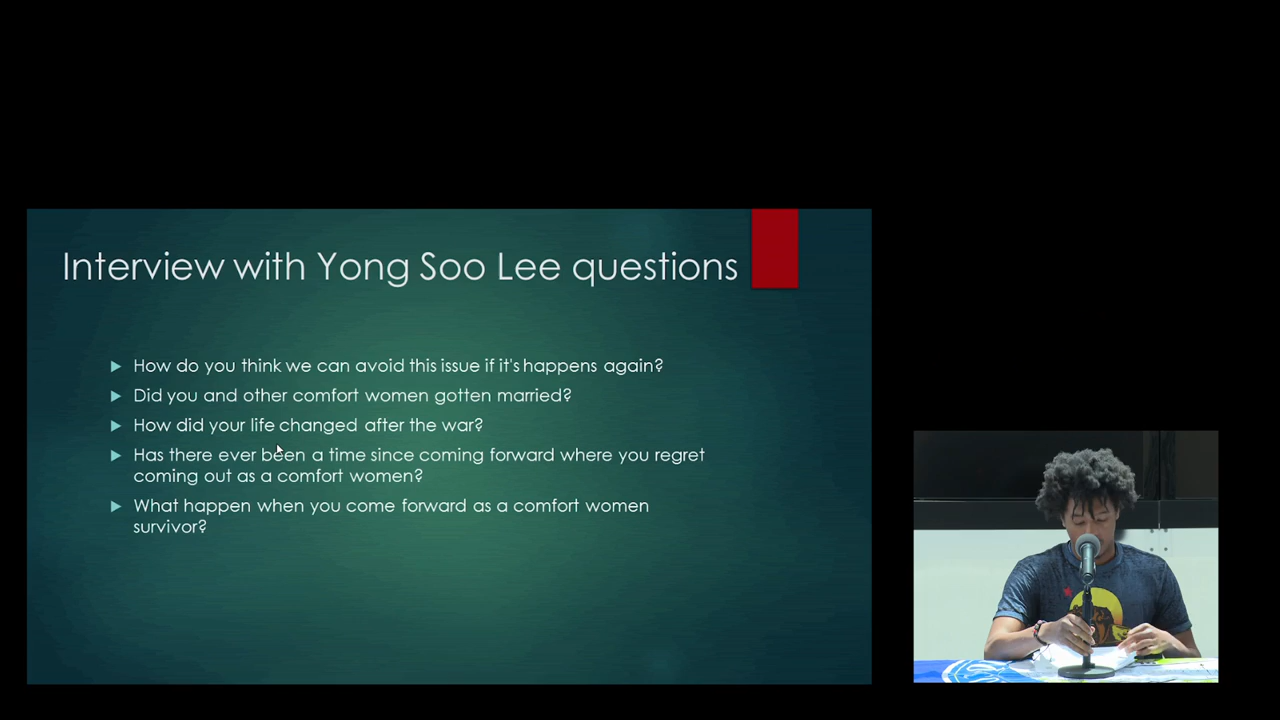 Interview with Yong Soo Lee questions
How do you think we can avoid this issue if it's happens again?
Did you and other comfort women gotten married?
How did your life changed after the war?
Has there ever been a time since coming forward where you regret
coming out as a comfort women?
What happen when you come forward as a comfort women
survivor?